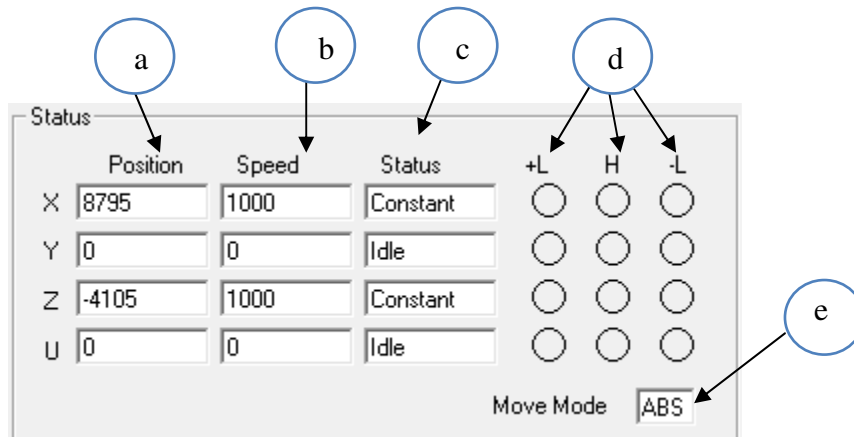 a b c d
Status
Position Speed Status +L H -L
X 8795 1000 Constant
Y 0 0 Idle
Z -4105 1000 Constant
e
U 0 0 Idle
Move Mode ABS